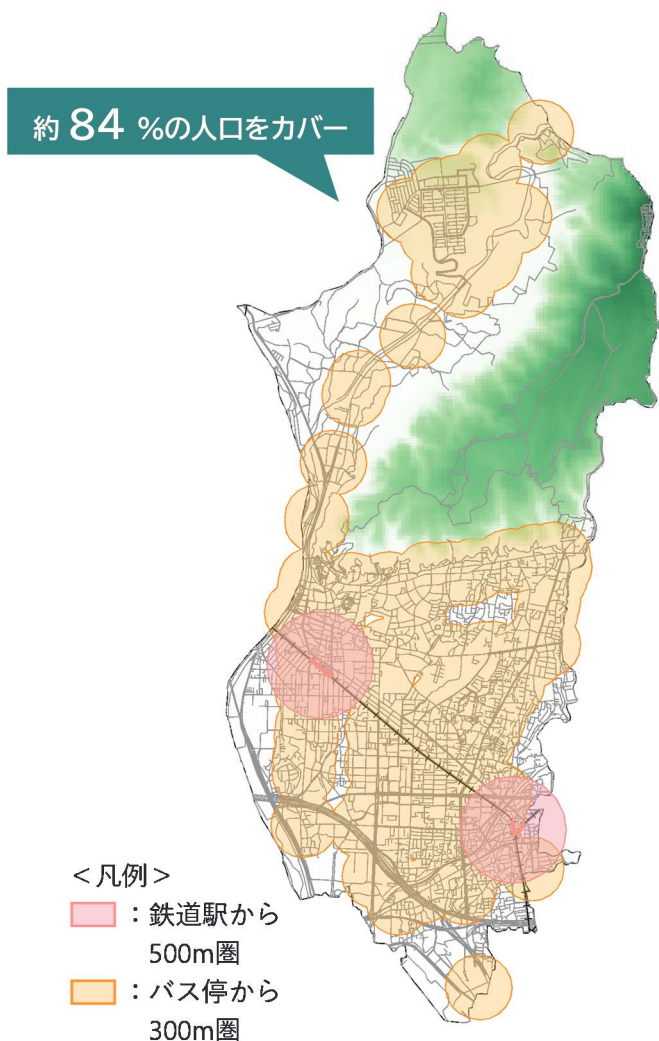 約 84 %の人口をカバー
＜凡例＞
：鉄道駅から
500m圏
：バス停から
300m圏